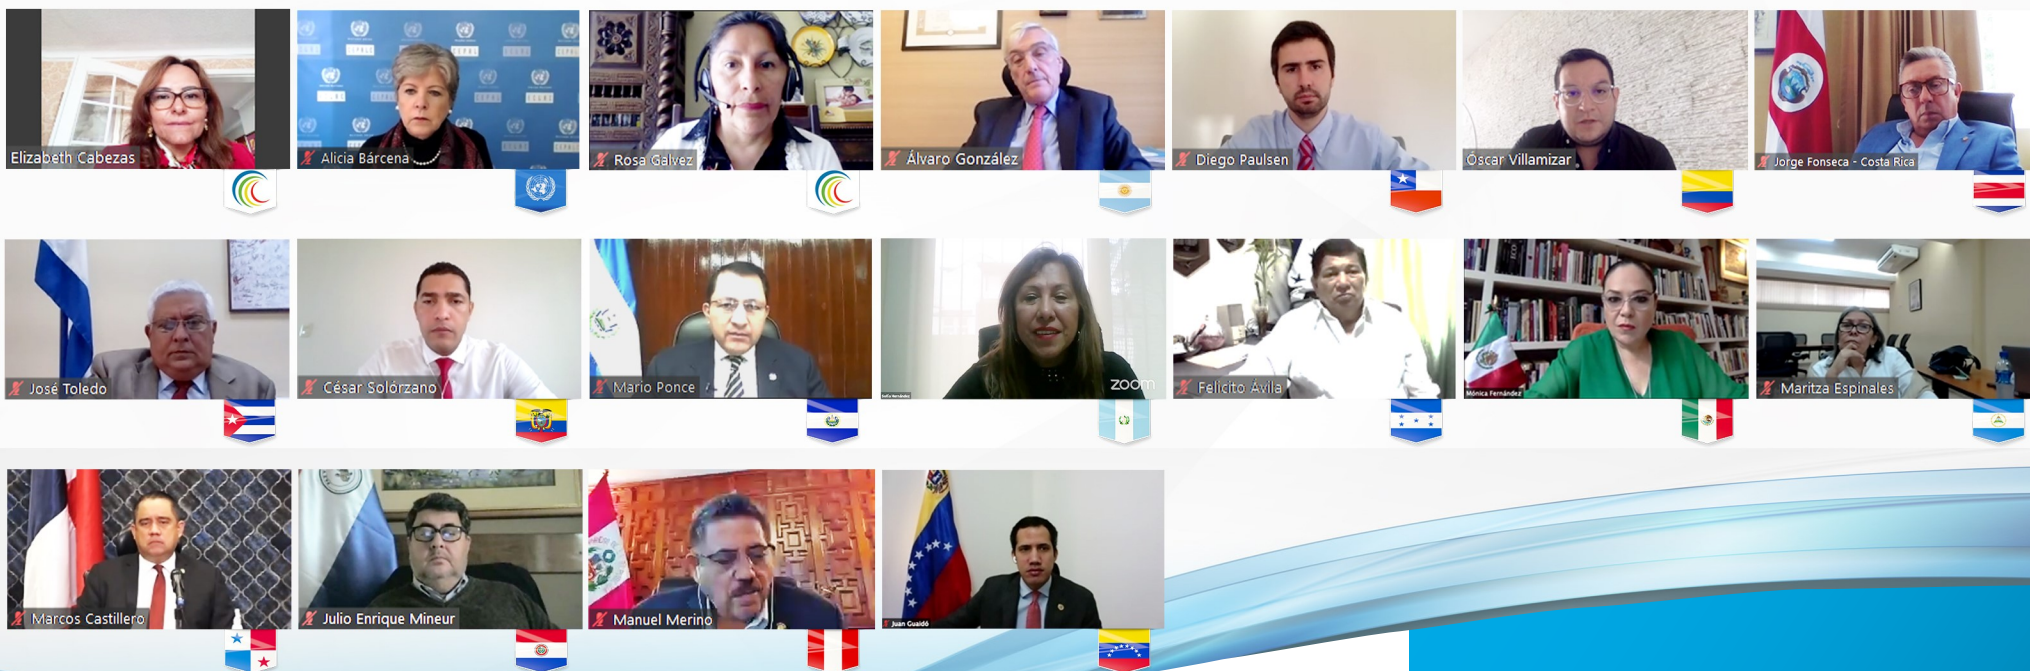 Elizabeth Cabezas
Alicia Bárcena
Rosa Galvez
Álvaro González
Diego Paulsen
Óscar Villamizar
Jorge Fonseca - Costa Rica
José Toledo
César Solórzano
Mario Ponce
zoom
Felicito Ávila
Mónica Fernández
Maritza Espinales
Marcos Castillero
Julio Enrique Mineur
Manuel Merino
Juan Guaidó